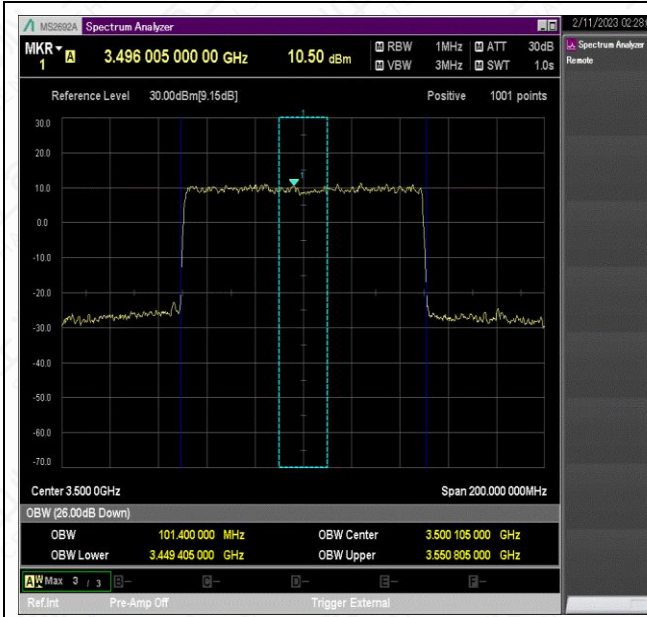 MS2692A Spectrum Analyzer 2/11/2023 02:28:
MKR 1 A 3.496 005 000 00 GHz 10.50 dBm M RBW 1MHz M ATT 30dB
M VBW 3MHz M SWT 1.0s
Spectrum Analyzer
Remote
Reference Level 30.00dBm[9.15dB] Positive 1001 points
30.0
20.0
1
10.0
0.0
-10.0
-20.0
-30.0
-40.0
-50.0
-60.0
-70.0
Center 3.500 0GHz Span 200.000 000MHz
OBW (26.00dB Down)
OBW 101.400 000 MHz OBW Center 3.500 105 000 GHz
OBW Lower 3.449 405 000 GHz OBW Upper 3.550 805 000 GHz
A W Max 3 / 3 B- C- D- E- F-
Ref.Int Pre-Amp Off Trigger External